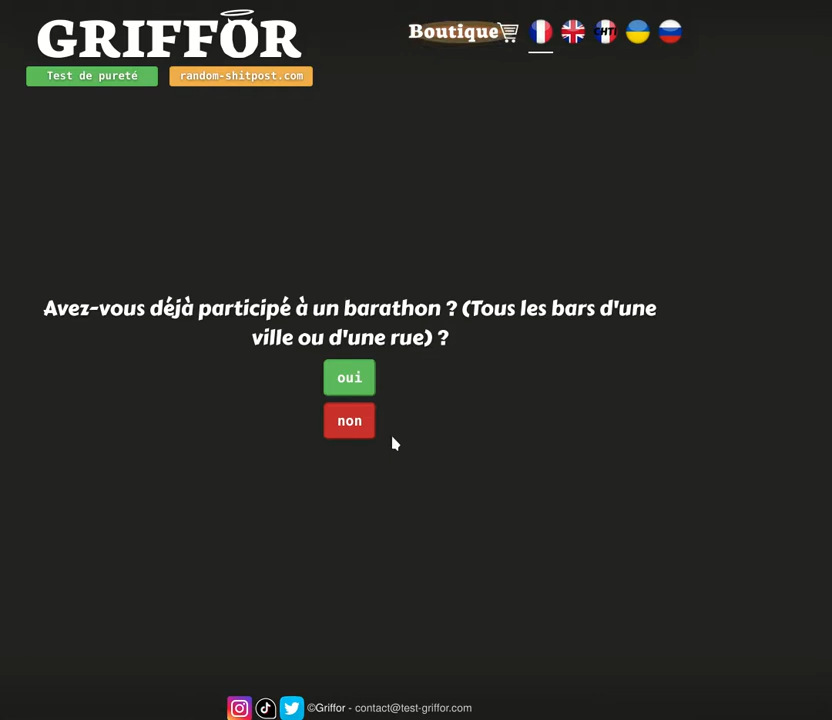 GRIFFOR
Boutique
CHTI
Test de pureté
random-shitpost.com
Avez-vous déjà participé à un barathon ? (Tous les bars d'une
ville ou d'une rue) ?
oui
non
©Griffor - contact@test-griffor.com